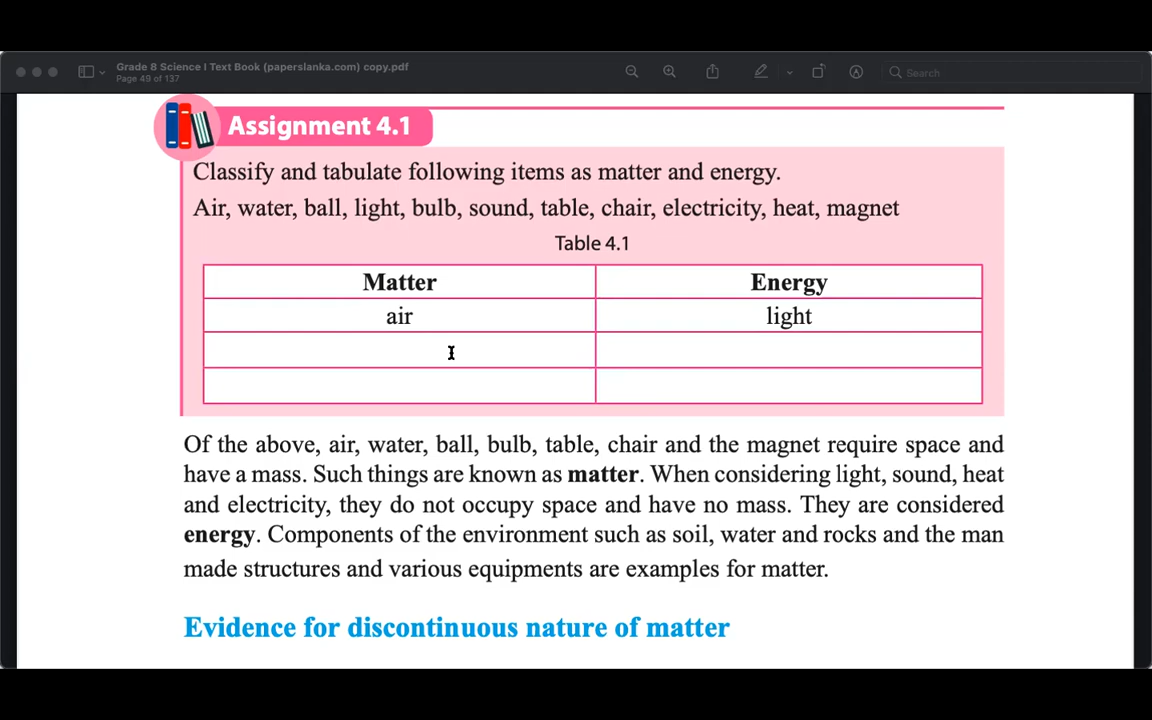 Grade 8 Science I Text Book (paperslanka.com) copy.pdf
Page 49 of 137
Search
Assignment 4.1
Classify and tabulate following items as matter and energy.
Air, water, ball, light, bulb, sound, table, chair, electricity, heat, magnet
Table 4.1
Matter Energy
air light
Of the above, air, water, ball, bulb, table, chair and the magnet require space and
have a mass. Such things are known as matter. When considering light, sound, heat
and electricity, they do not occupy space and have no mass. They are considered
energy. Components of the environment such as soil, water and rocks and the man
made structures and various equipments are examples for matter.
Evidence for discontinuous nature of matter